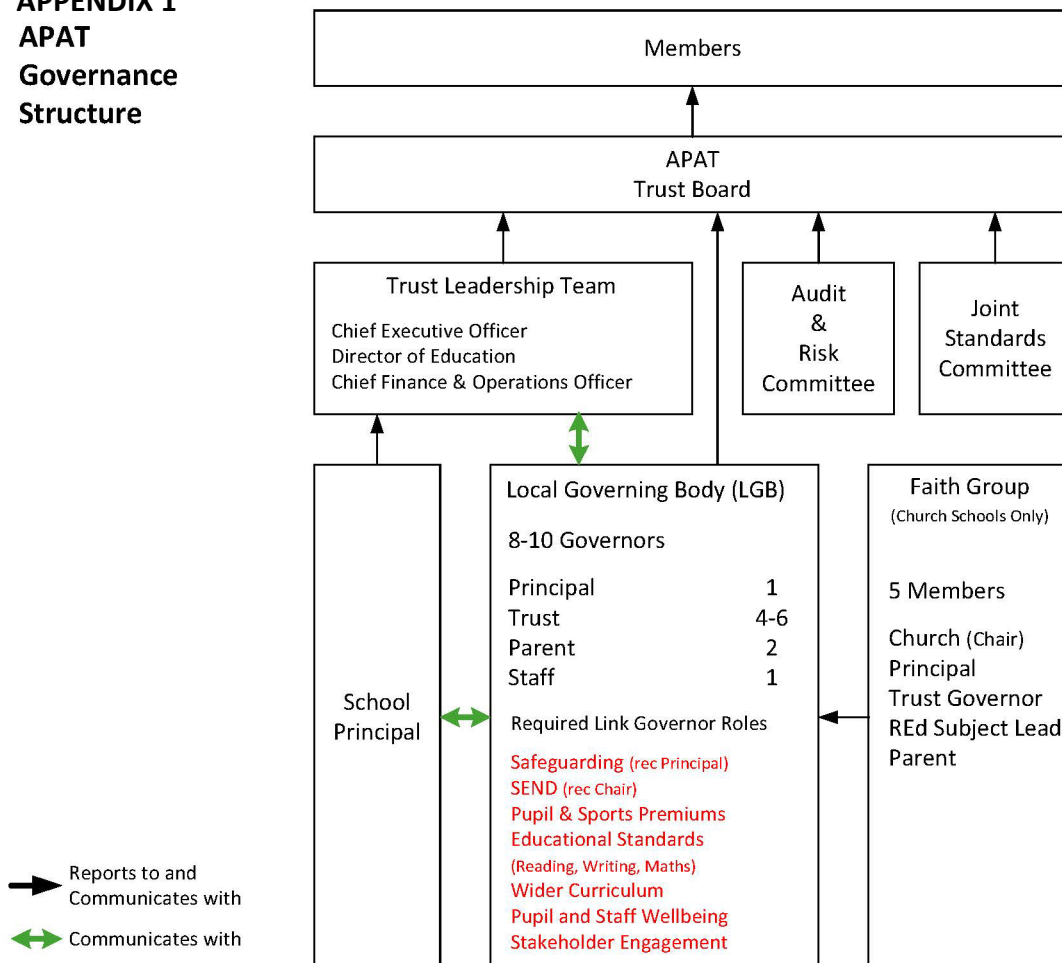 APPENDIX 1
APAT
Governance
Structure
Members
APAT
Trust Board
Trust Leadership Team
Chief Executive Officer
Director of Education
Chief Finance & Operations Officer
Audit
&
Risk
Committee
Joint
Standards
Committee
School
Principal
Local Governing Body (LGB)
8-10 Governors
Principal 1
Trust 4-6
Parent 2
Staff 1
Required Link Governor Roles
Safeguarding (rec Principal)
SEND (rec Chair)
Pupil & Sports Premiums
Educational Standards
(Reading, Writing, Maths)
Wider Curriculum
Pupil and Staff Wellbeing
Stakeholder Engagement
Faith Group
(Church Schools Only)
5 Members
Church (Chair)
Principal
Trust Governor
REd Subject Lead
Parent
Reports to and
Communicates with
Communicates with